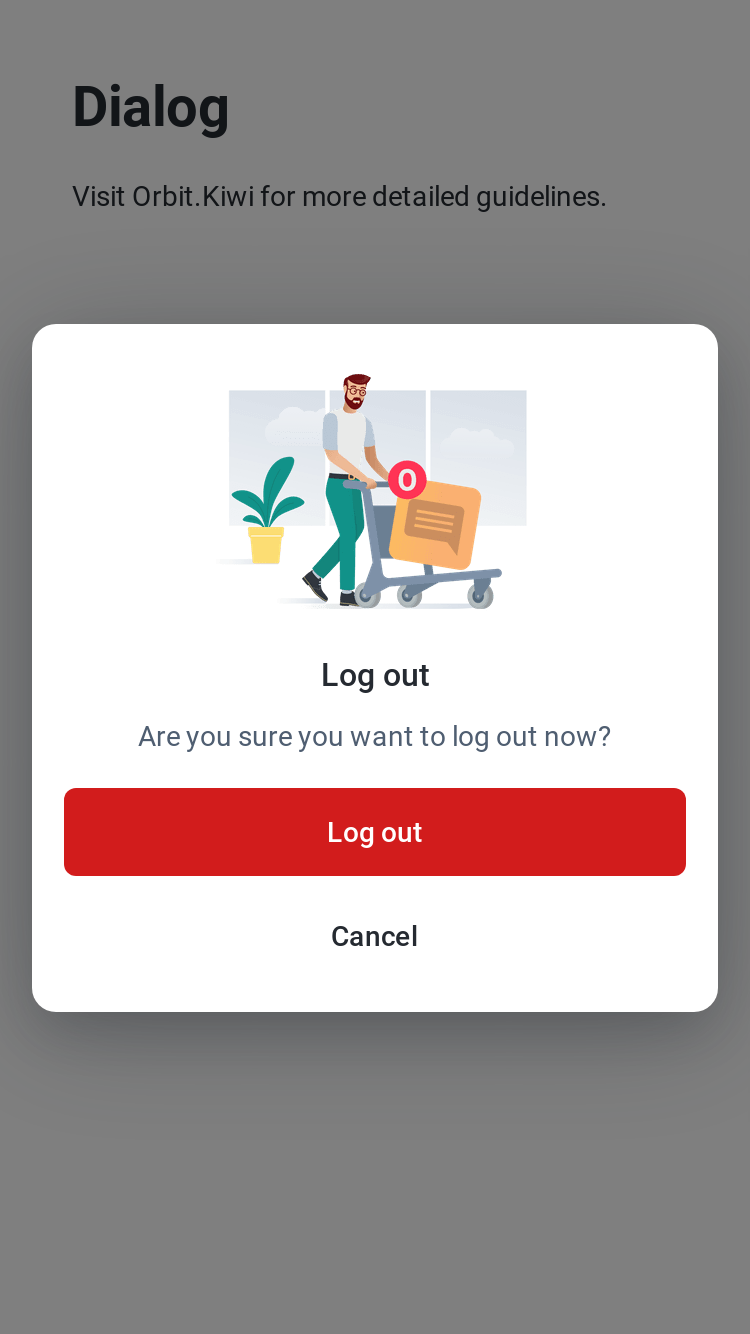 Dialog
Visit Orbit.Kiwi for more detailed guidelines.
0
Log out
Are you sure you want to log out now?
Log out
Cancel